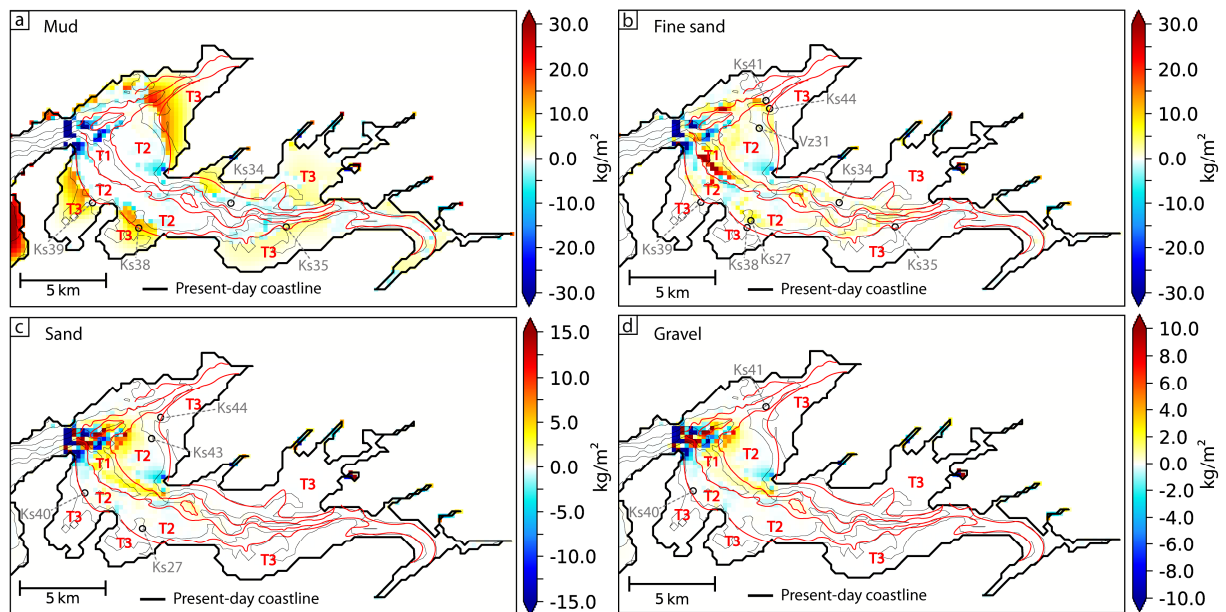 a
Mud
T3
T1
T2
T3
Ks39
T2
T3
Ks38
Ks34
T3
T3
Ks35
5 km
Present-day coastline
30.0
20.0
10.0
0.0
-10.0
-20.0
-30.0
kg/m²
b
Fine sand
Ks41
T3
Ks44
Vz31
T1
T2
T2
T3
Ks39
T2
T3
Ks38
Ks27
Ks34
T3
T3
Ks35
5 km
Present-day coastline
30.0
20.0
10.0
0.0
-10.0
-20.0
-30.0
kg/m²
c
Sand
T3
Ks44
Ks43
T1
T2
T2
Ks40
T3
T2
T3
Ks27
T3
T3
5 km
Present-day coastline
15.0
10.0
5.0
0.0
-5.0
-10.0
-15.0
kg/m²
d
Gravel
Ks41
T3
T1
T2
T2
Ks40
T3
T2
T3
T3
T3
5 km
Present-day coastline
10.0
8.0
6.0
4.0
2.0
0.0
-2.0
-4.0
-6.0
-8.0
-10.0
kg/m²